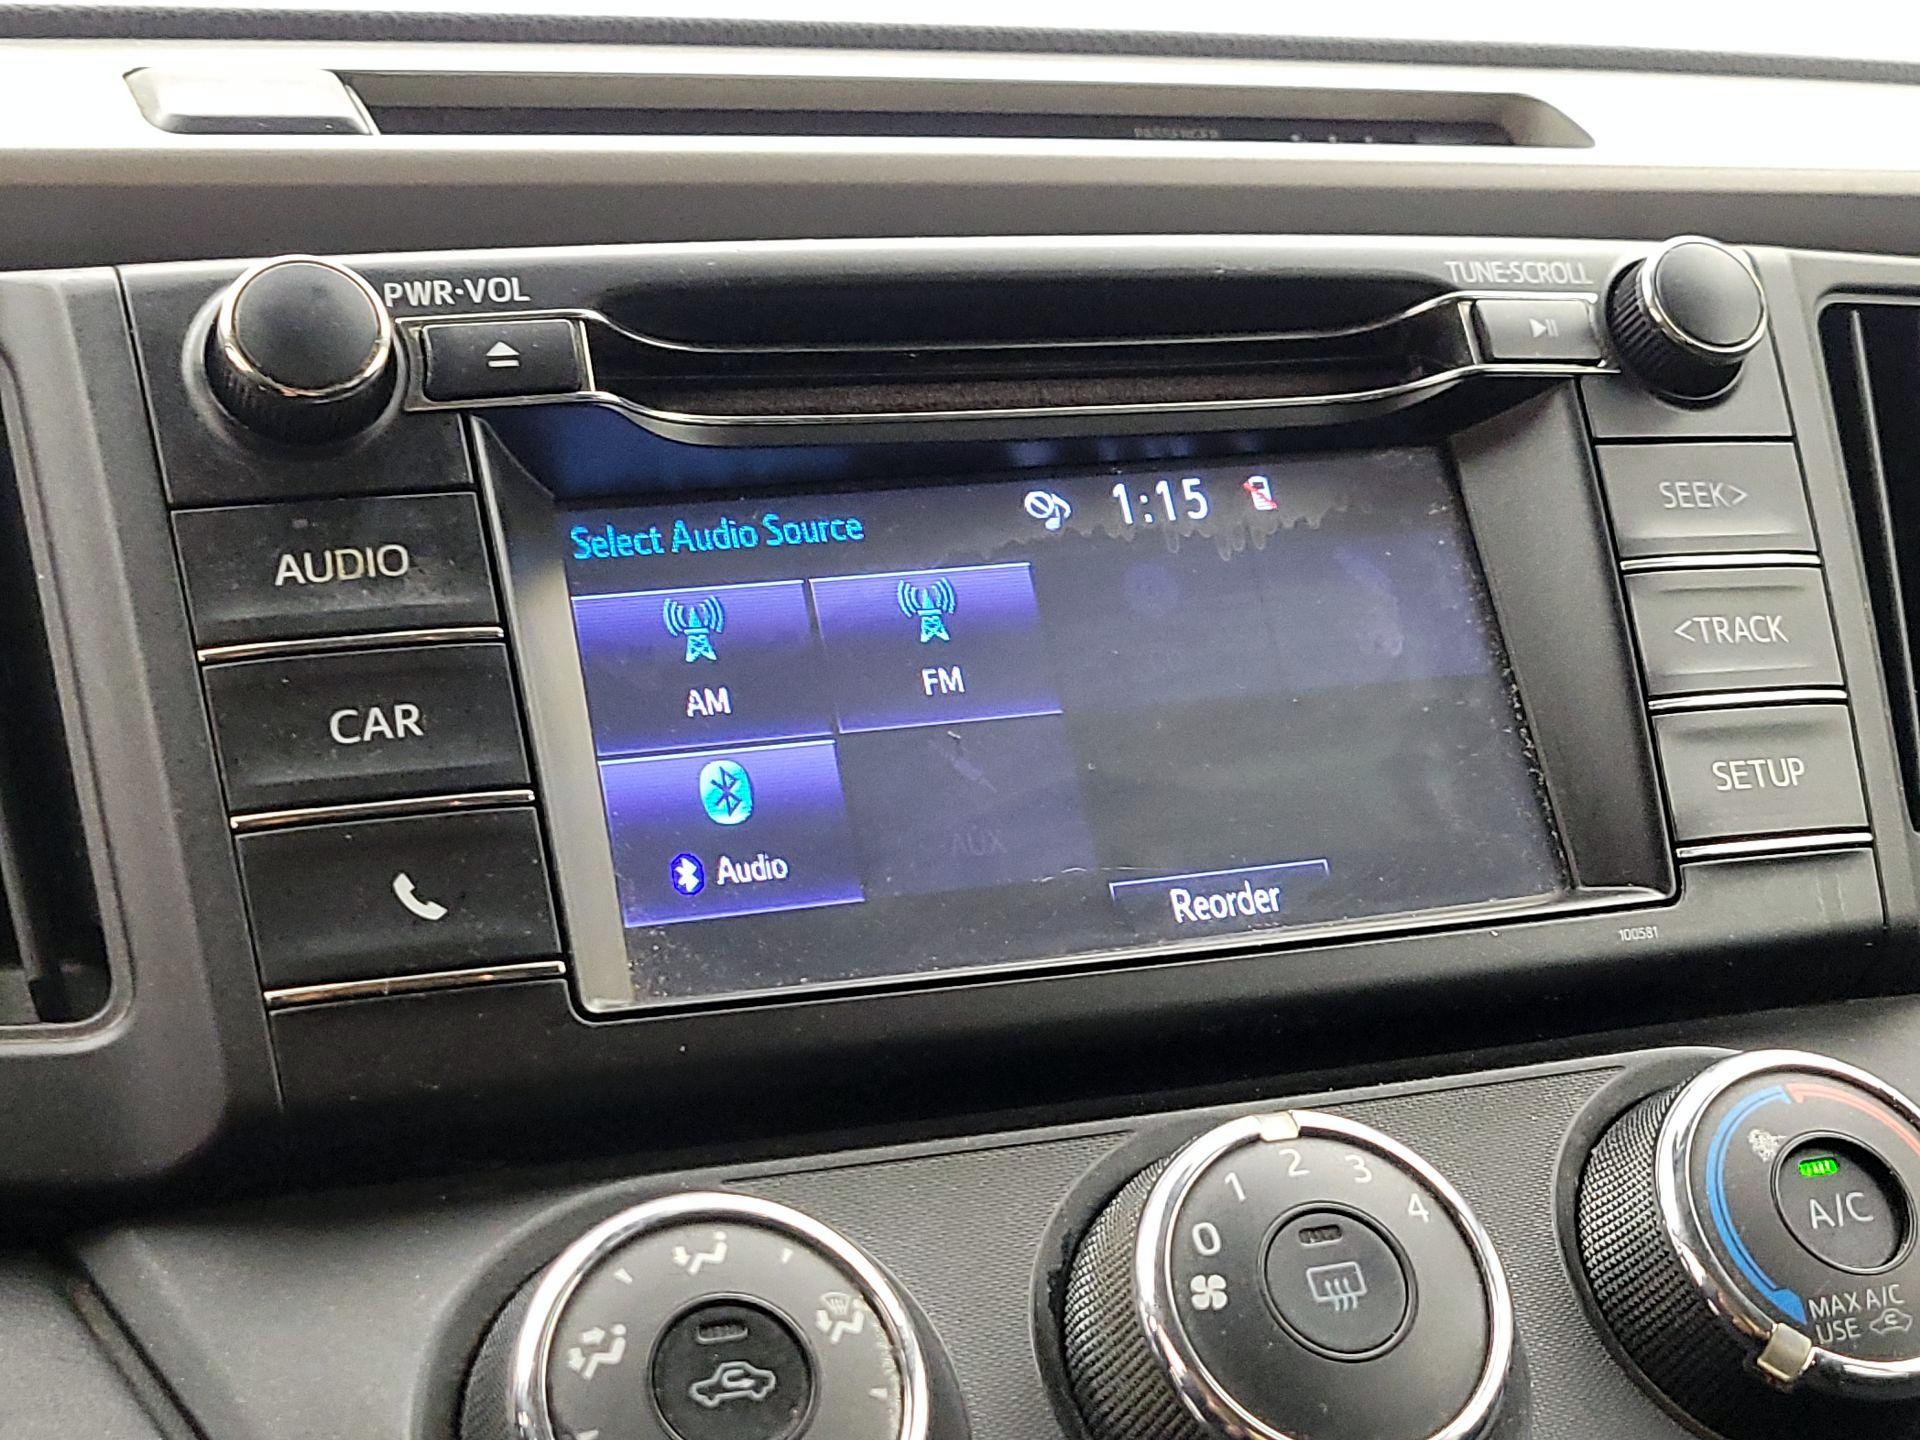 PASSENGER
PWR•VOL
TUNE•SCROLL
AUDIO
CAR
Select Audio Source
1:15
AM
FM
Audio
AUX
Reorder
SEEK>
<TRACK
SETUP
100581
0 1 2 3 4
A/C
MAX A/C
USE